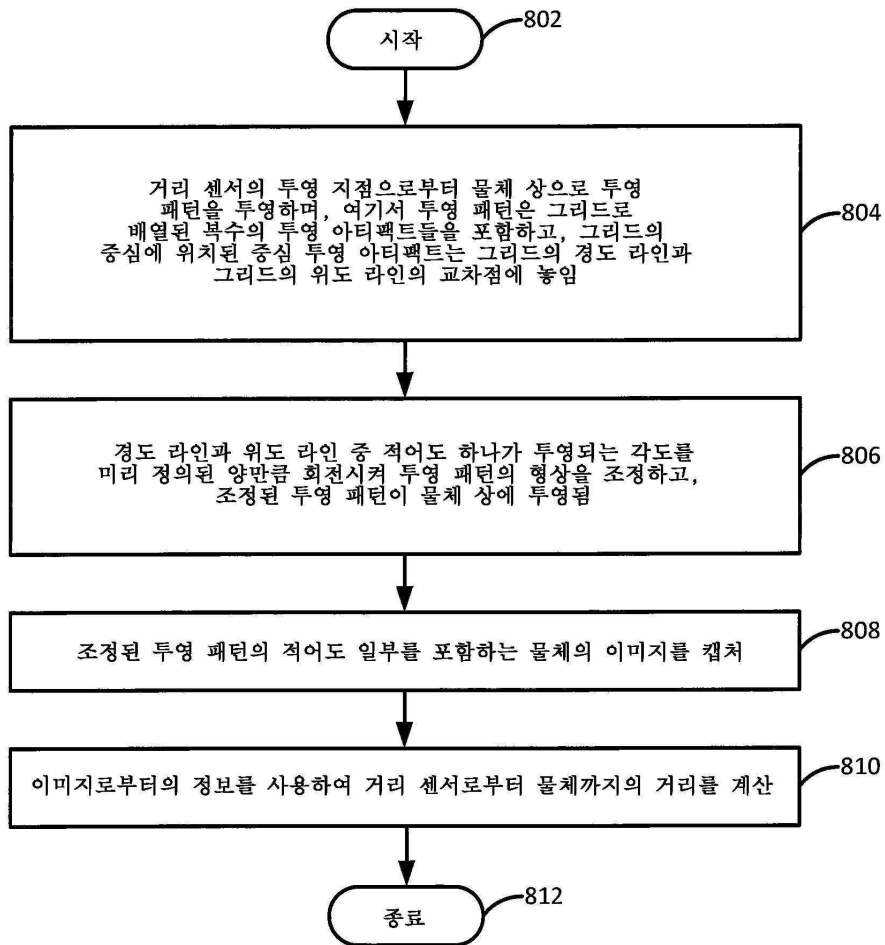 시작
802
거리 센서의 투영 지점으로부터 물체 상으로 투영
패턴을 투영하며, 여기서 투영 패턴은 그리드로
배열된 복수의 투영 아티팩트들을 포함하고, 그리드의
중심에 위치된 중심 투영 아티팩트는 그리드의 경도 라인과
그리드의 위도 라인의 교차점에 놓임
804
경도 라인과 위도 라인 중 적어도 하나가 투영되는 각도를
미리 정의된 양만큼 회전시켜 투영 패턴의 형상을 조정하고,
조정된 투영 패턴이 물체 상에 투영됨
806
조정된 투영 패턴의 적어도 일부를 포함하는 물체의 이미지를 캡처
808
이미지로부터의 정보를 사용하여 거리 센서로부터 물체까지의 거리를 계산
810
종료
812